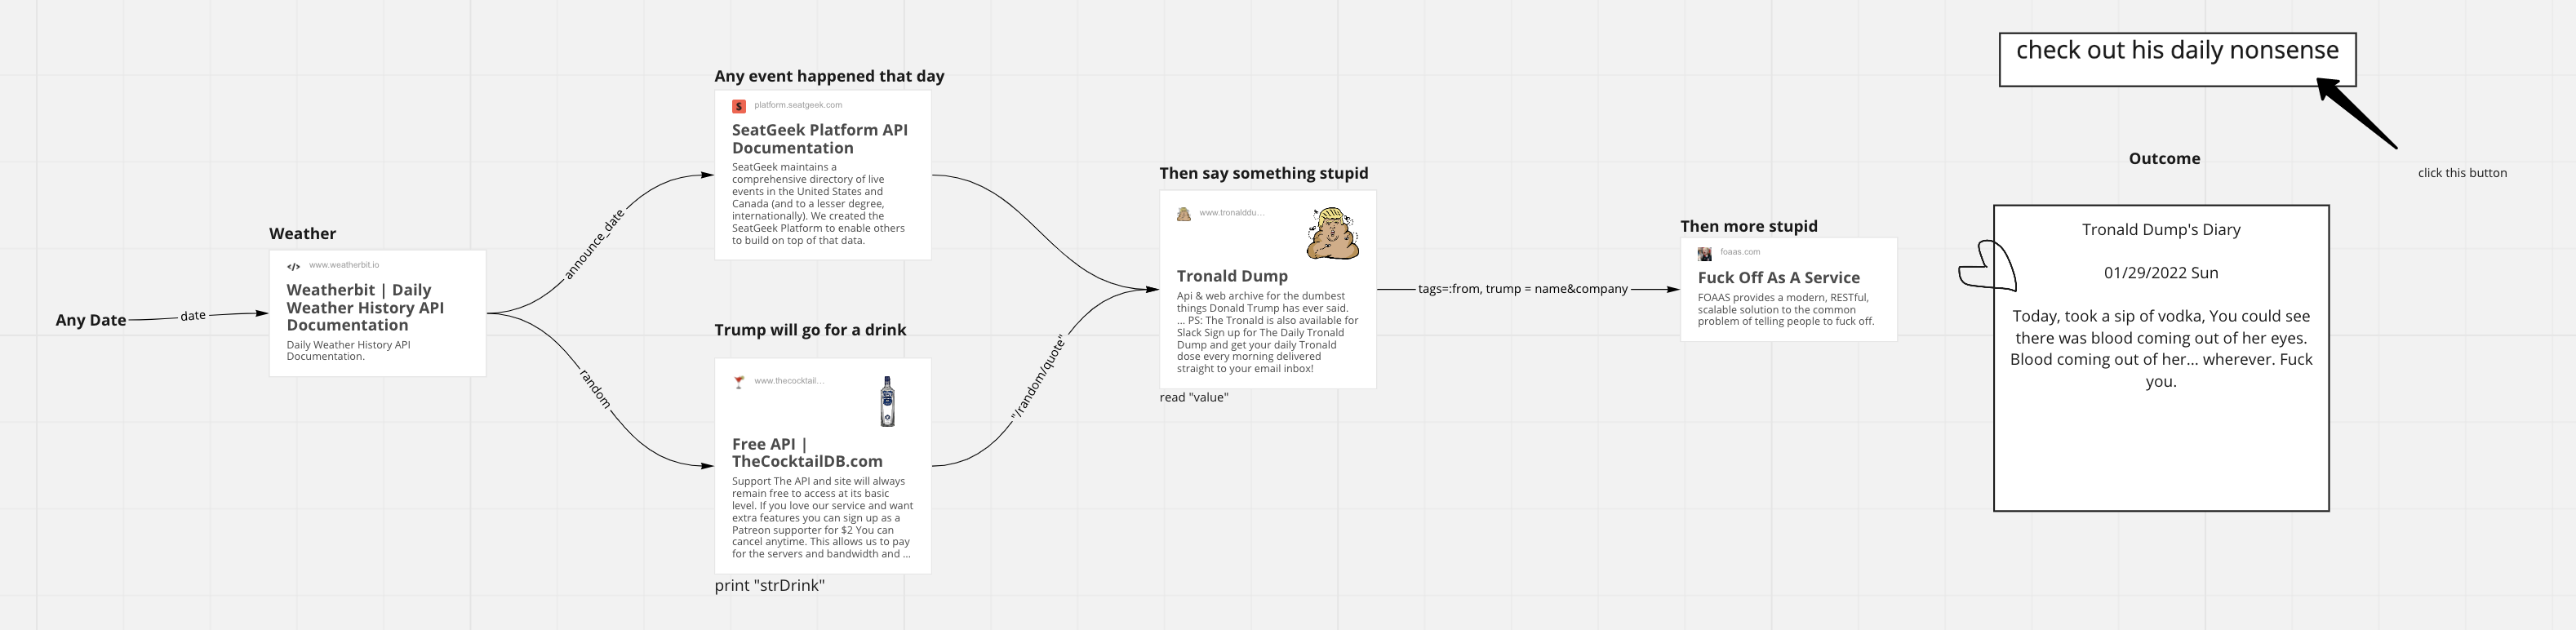 Any Date
date
Weather
</> www.weatherbit.io
Weatherbit | Daily
Weather History API
Documentation
Daily Weather History API
Documentation.
announce_date
random
Any event happened that day
S platform.seatgeek.com
SeatGeek Platform API
Documentation
SeatGeek maintains a
comprehensive directory of live
events in the United States and
Canada (and to a lesser degree,
internationally). We created the
SeatGeek Platform to enable others
to build on top of that data.
Trump will go for a drink
www.thecocktail...
Free API |
TheCocktailDB.com
Support The API and site will always
remain free to access at its basic
level. If you love our service and want
extra features you can sign up as a
Patreon supporter for $2 You can
cancel anytime. This allows us to pay
for the servers and bandwidth and ...
print "strDrink"
"/random/quote"
Then say something stupid
www.tronalddu...
Tronald Dump
Api & web archive for the dumbest
things Donald Trump has ever said.
... PS: The Tronald is also available for
Slack Sign up for The Daily Tronald
Dump and get your daily Tronald
dose every morning delivered
straight to your email inbox!
read "value"
tags=:from, trump = name&company
Then more stupid
foaas.com
Fuck Off As A Service
FOAAS provides a modern, RESTful,
scalable solution to the common
problem of telling people to fuck off.
check out his daily nonsense
click this button
Outcome
Tronald Dump's Diary
01/29/2022 Sun
Today, took a sip of vodka, You could see
there was blood coming out of her eyes.
Blood coming out of her... wherever. Fuck
you.